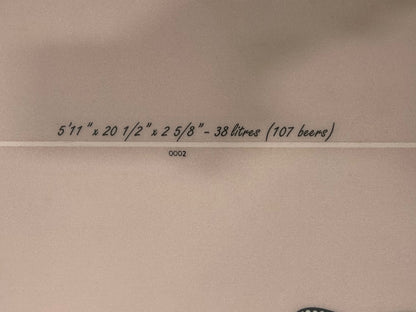 5'11" x 20 1/2" x 2 5/8" - 38 litres (107 beers)
0002